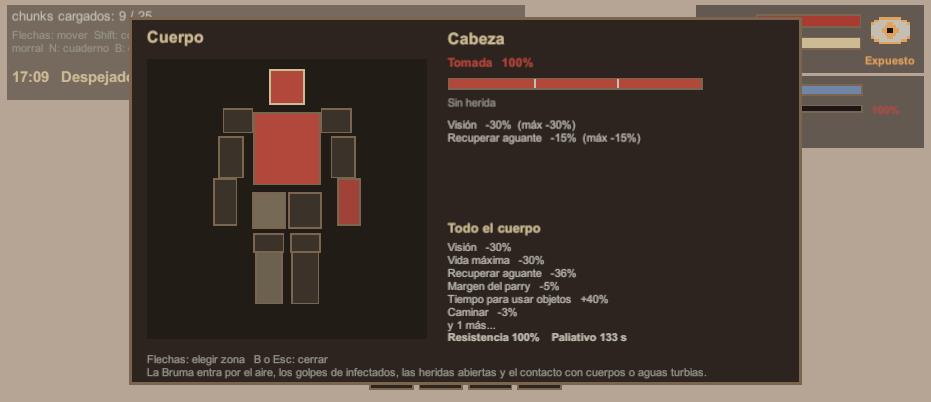 chunks cargados: 9 / 25
Flechas: mover Shift: co
morral N: cuaderno B:
17:09 Despejado
Cuerpo
Cabeza
Tomada 100%
Sin herida
Visión -30% (máx -30%)
Recuperar aguante -15% (máx -15%)
Todo el cuerpo
Visión -30%
Vida máxima -30%
Recuperar aguante -36%
Margen del parry -5%
Tiempo para usar objetos +40%
Caminar -3%
y 1 más...
Resistencia 100% Paliativo 133 s
Flechas: elegir zona B o Esc: cerrar
La Bruma entra por el aire, los golpes de infectados, las heridas abiertas y el contacto con cuerpos o aguas turbias.
Expuesto
100%